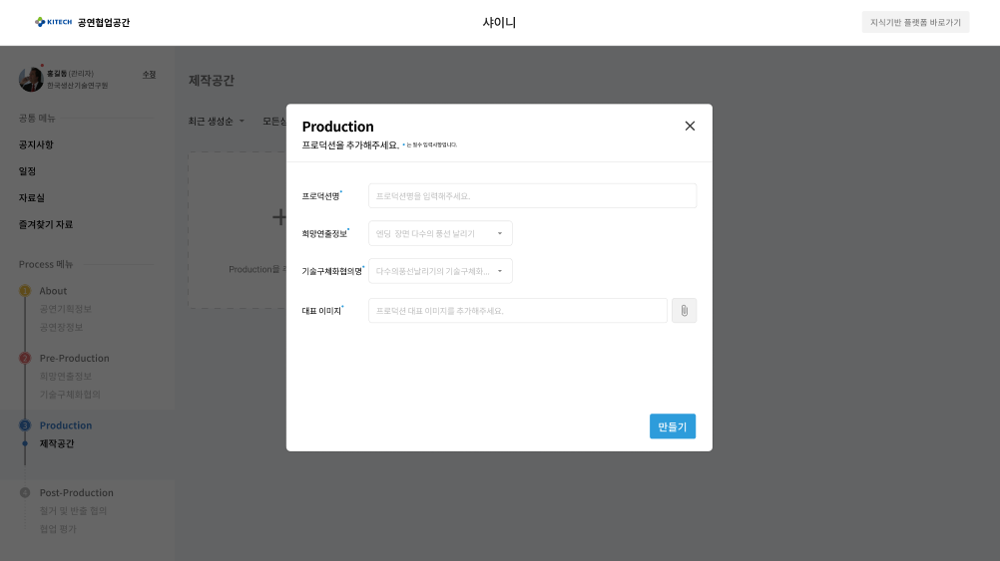 KITECH 공연협업공간
샤이니
지식기반 플랫폼 바로가기
홍길동 (관리자)
수정
한국생산기술연구원
공통 메뉴
공지사항
일정
자료실
즐겨찾기 자료
Process 메뉴
1 About
공연기획정보
공연장정보
2 Pre-Production
희망연출정보
기술구체화협의
3 Production
제작공간
4 Post-Production
철거 및 반출 협의
협업 평가
제작공간
최근 생성순
모든
Production을
Production
프로덕션을 추가해주세요. * 는 필수 입력사항입니다.
프로덕션명*
프로덕션명을 입력해주세요.
희망연출정보*
엔딩 장면 다수의 풍선 날리기
기술구체화협의명*
다수의풍선날리기의 기술구체화...
대표 이미지*
프로덕션 대표 이미지를 추가해주세요.
만들기